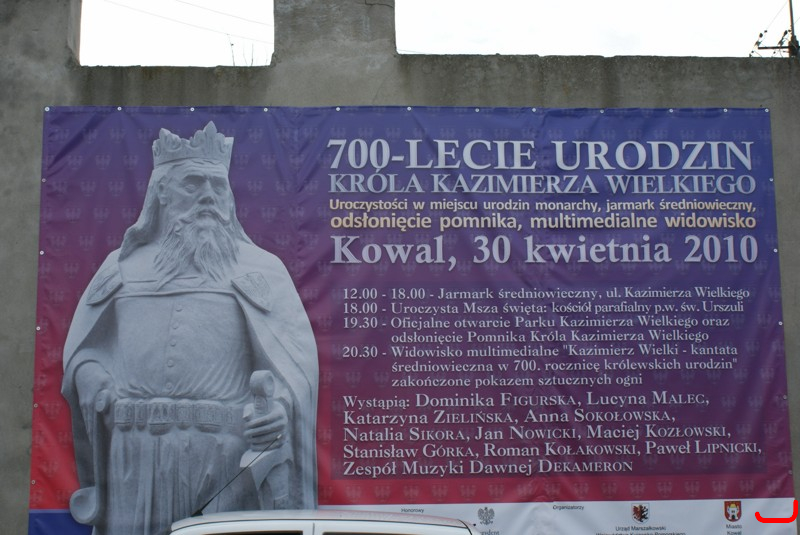 700-LECIE URODZIN
KRÓLA KAZIMIERZA WIELKIEGO
Uroczystości w miejscu urodzin monarchy, jarmark średniowieczny,
odsłonięcie pomnika, multimedialne widowisko
Kowal, 30 kwietnia 2010
12.00 - 18.00 - Jarmark średniowieczny, ul. Kazimierza Wielkiego
18.00 - Uroczysta Msza święta: kościół parafialny p.w. św. Urszuli
19.30 - Oficjalne otwarcie Parku Kazimierza Wielkiego oraz
odsłonięcie Pomnika Króla Kazimierza Wielkiego
20.30 - Widowisko multimedialne "Kazimierz Wielki - kantata
średniowieczna w 700. rocznicę królewskich urodzin"
zakończone pokazem sztucznych ogni
Wystąpią: Dominika FIGURSKA, Lucyna MALEC,
Katarzyna ZIELIŃSKA, Anna SOKOŁOWSKA,
Natalia SIKORA, Jan NOWICKI, Maciej KOZŁOWSKI,
Stanisław GÓRKA, Roman KOŁAKOWSKI, Paweł LIPNICKI,
Zespół Muzyki Dawnej DEKAMERON
Organizatorzy
Urząd Marszałkowski
Miasto
Kowal